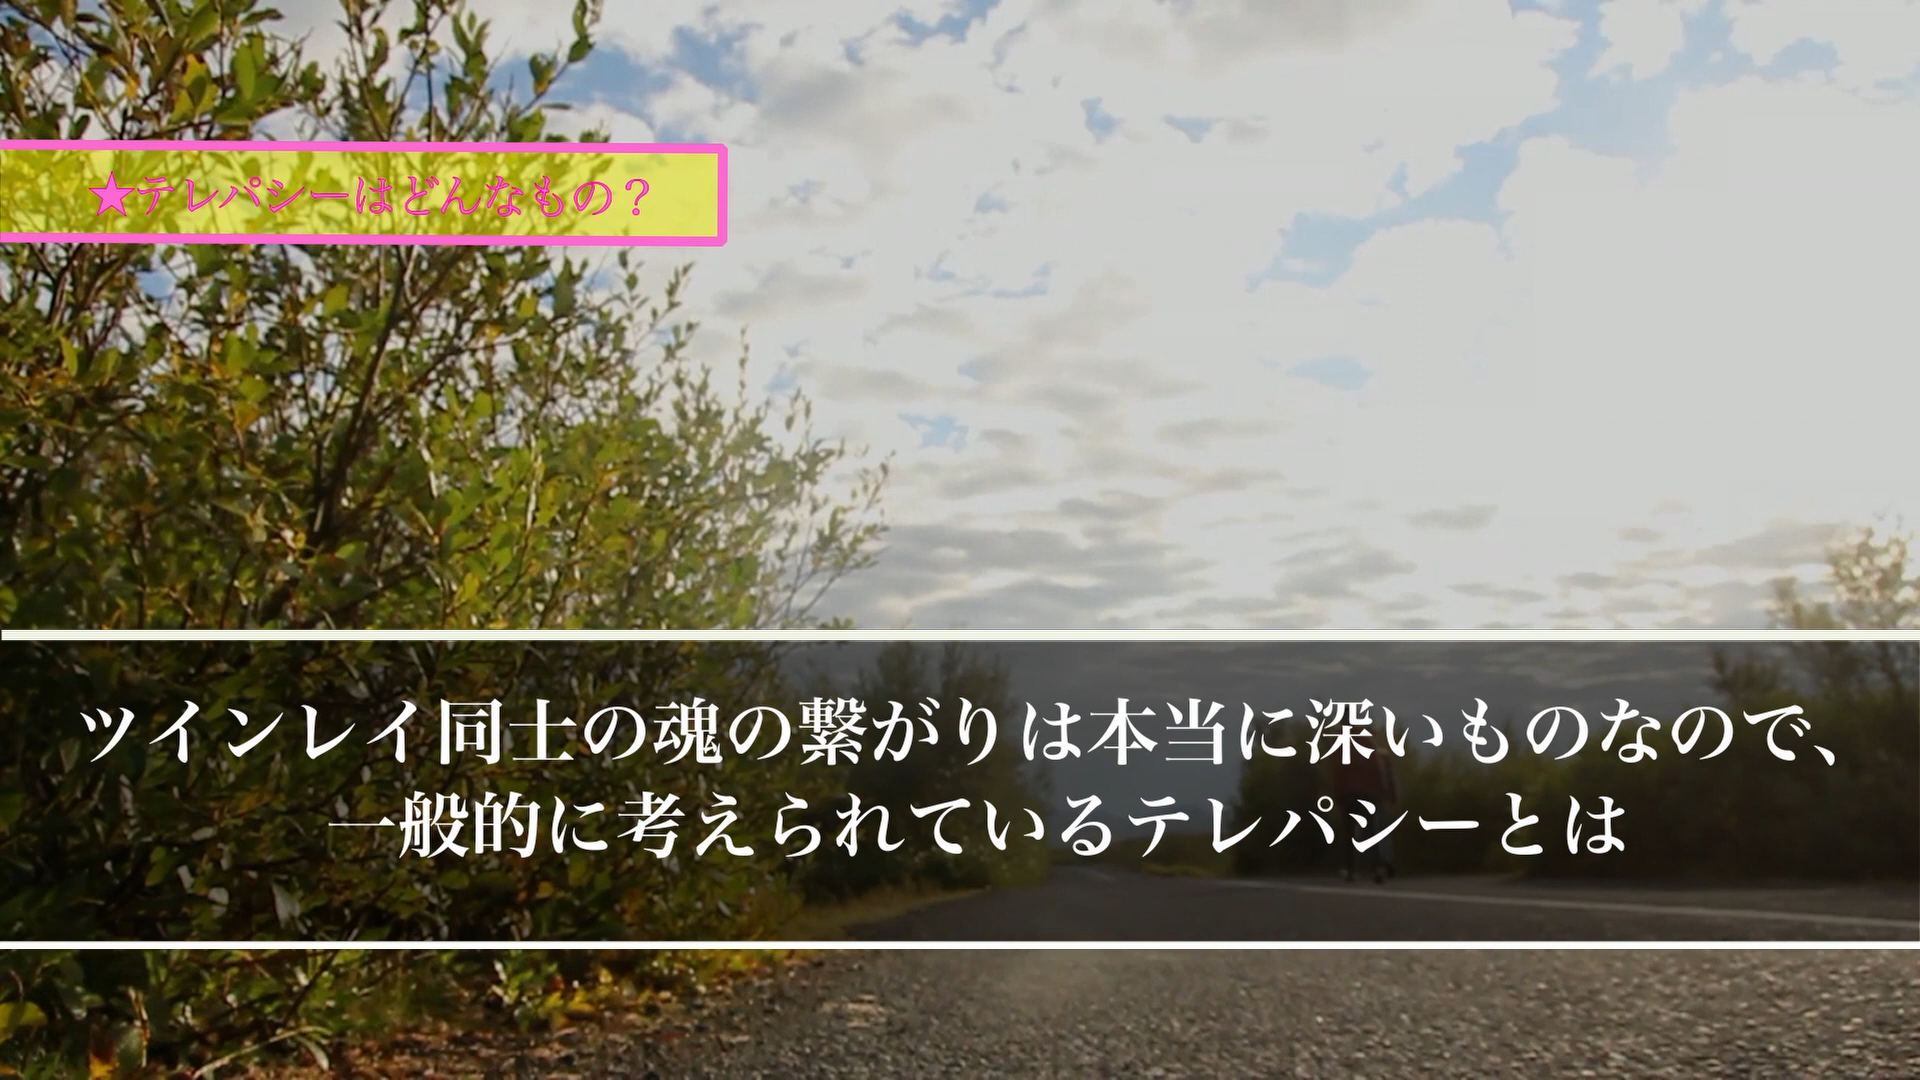 ★テレパシーはどんなもの？
ツインレイ同士の魂の繋がりは本当に深いものなので、
一般的に考えられているテレパシーとは